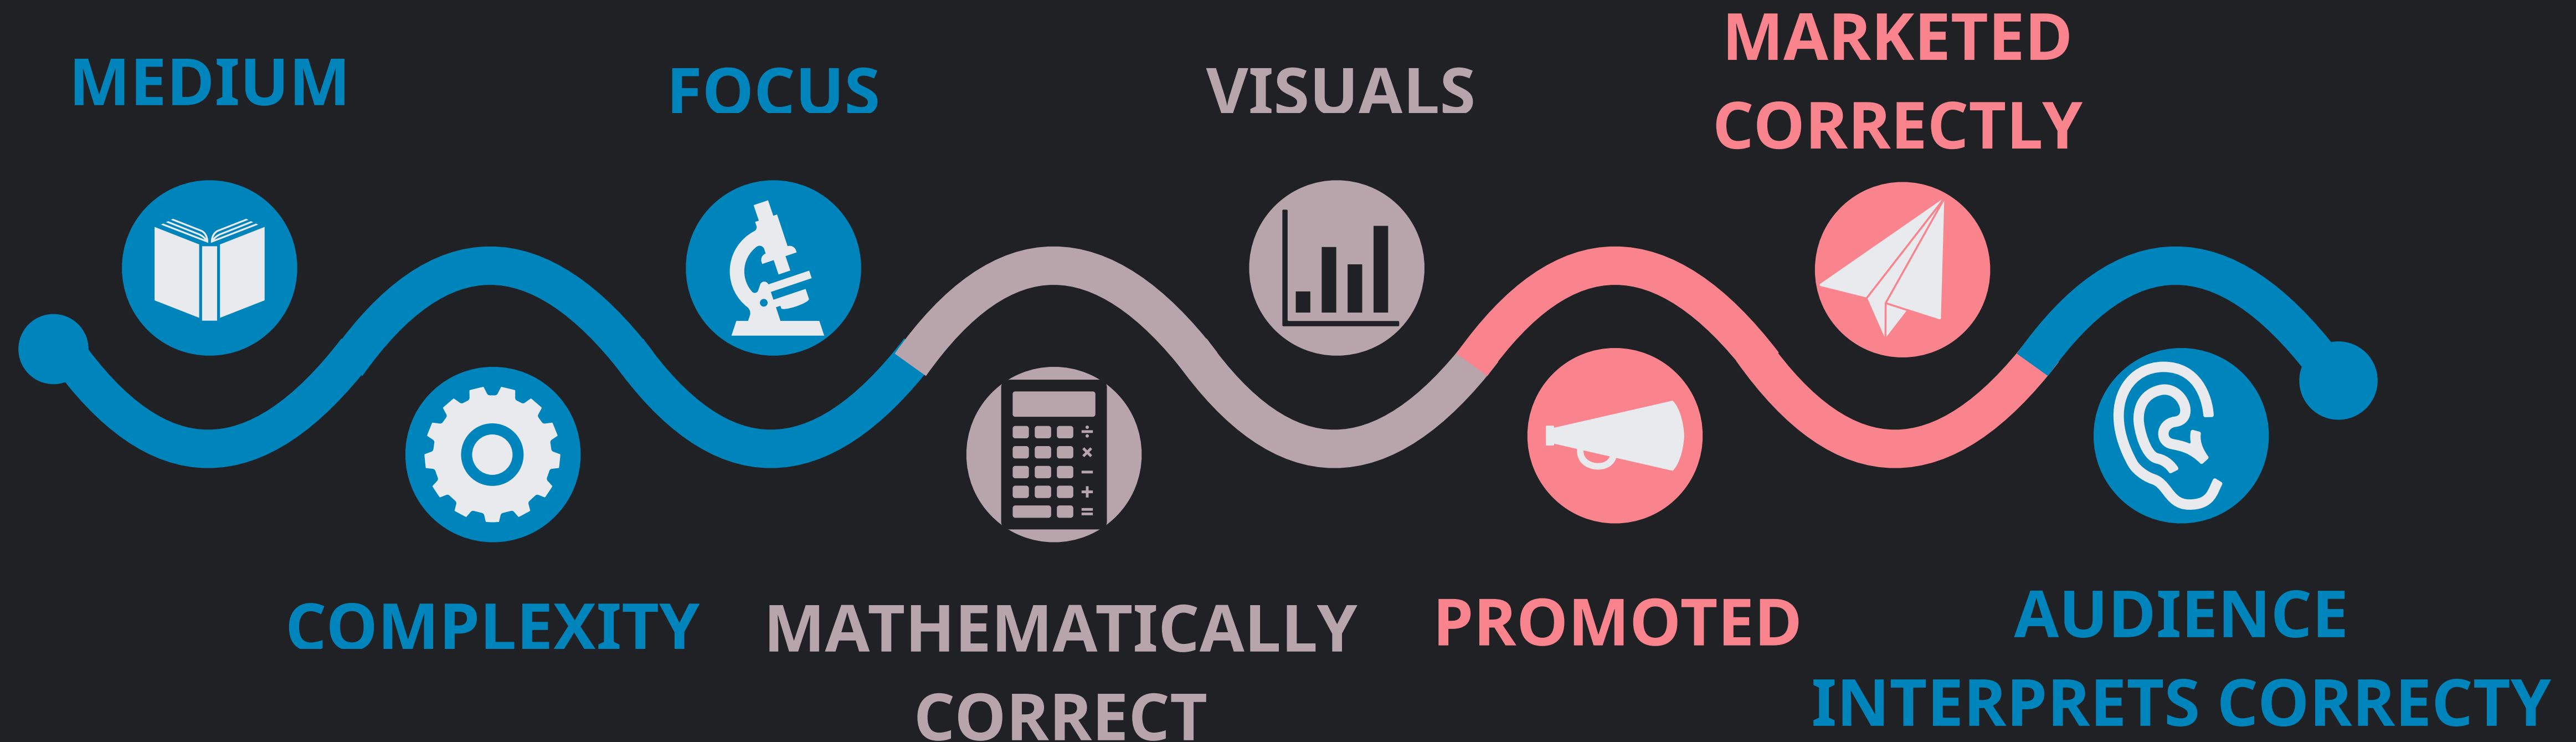 MEDIUM
COMPLEXITY
FOCUS
MATHEMATICALLY
CORRECT
VISUALS
PROMOTED
MARKETED
CORRECTLY
AUDIENCE
INTERPRETS CORRECTY
÷
×
−
+
=